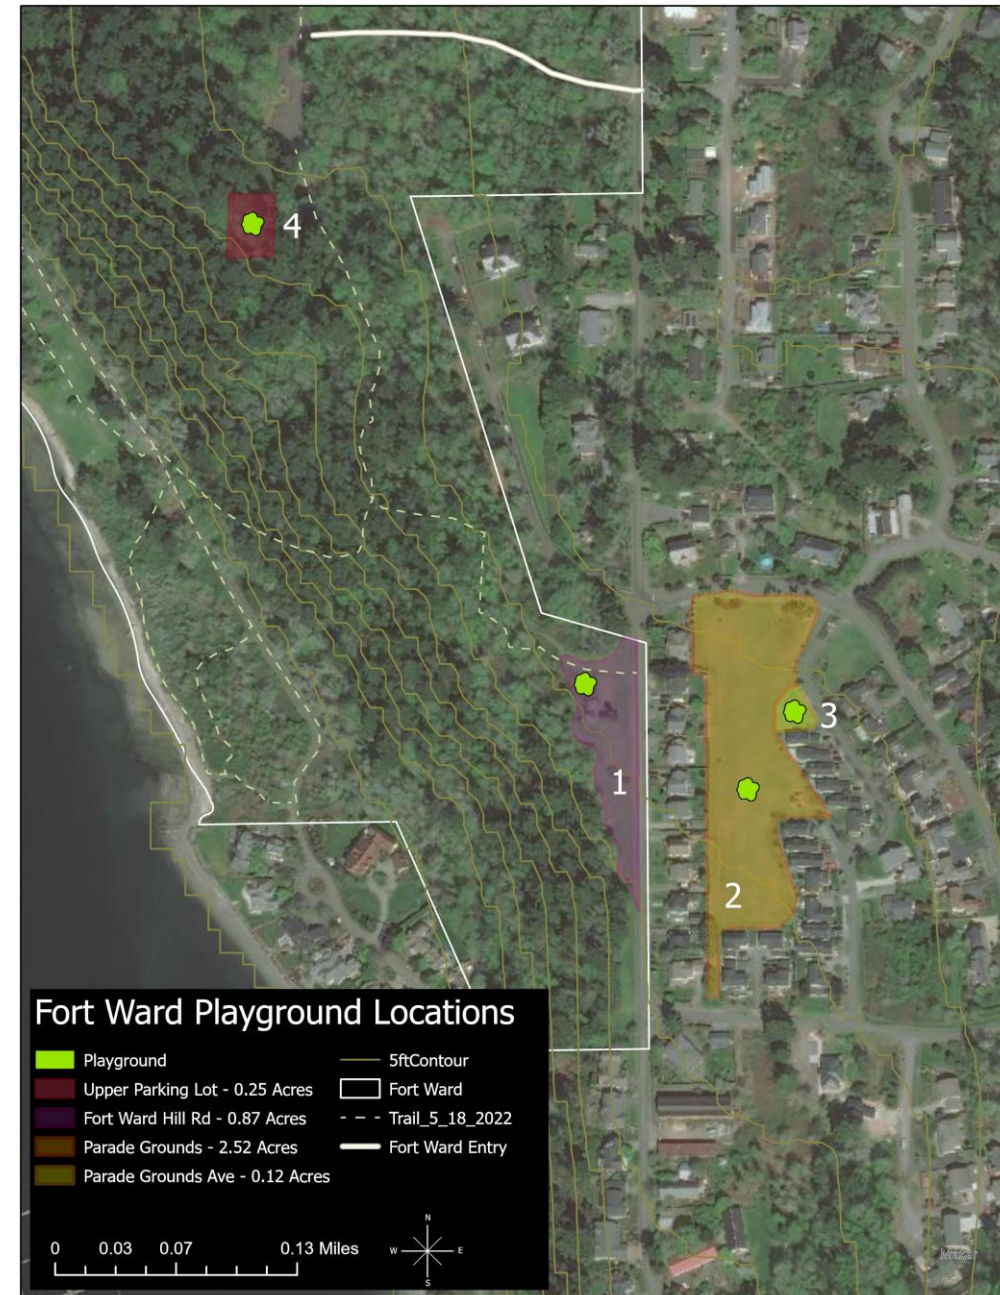 4
3
1
2
Fort Ward Playground Locations
Playground
Upper Parking Lot - 0.25 Acres
Fort Ward Hill Rd - 0.87 Acres
Parade Grounds - 2.52 Acres
Parade Grounds Ave - 0.12 Acres
5ftContour
Fort Ward
Trail_5_18_2022
Fort Ward Entry
0 0.03 0.07 0.13 Miles
N
W E
S